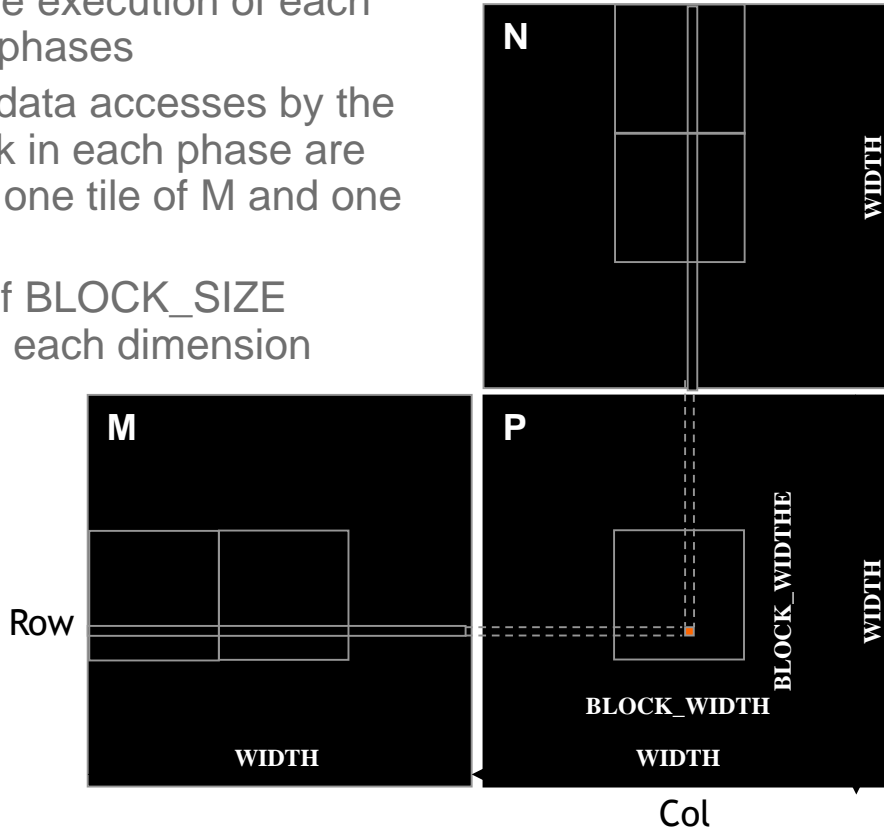 e execution of each
phases
data accesses by the
k in each phase are
one tile of M and one
f BLOCK_SIZE
each dimension
N
WIDTH
M
P
BLOCK_WIDTHE
WIDTH
Row
BLOCK_WIDTH
WIDTH
WIDTH
Col